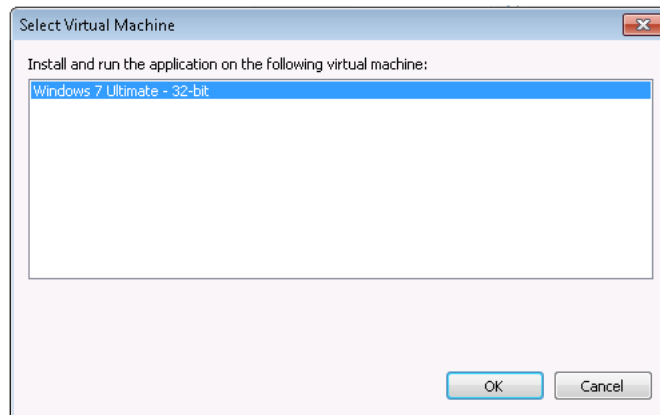 Select Virtual Machine
Install and run the application on the following virtual machine:
Windows 7 Ultimate - 32-bit
OK Cancel